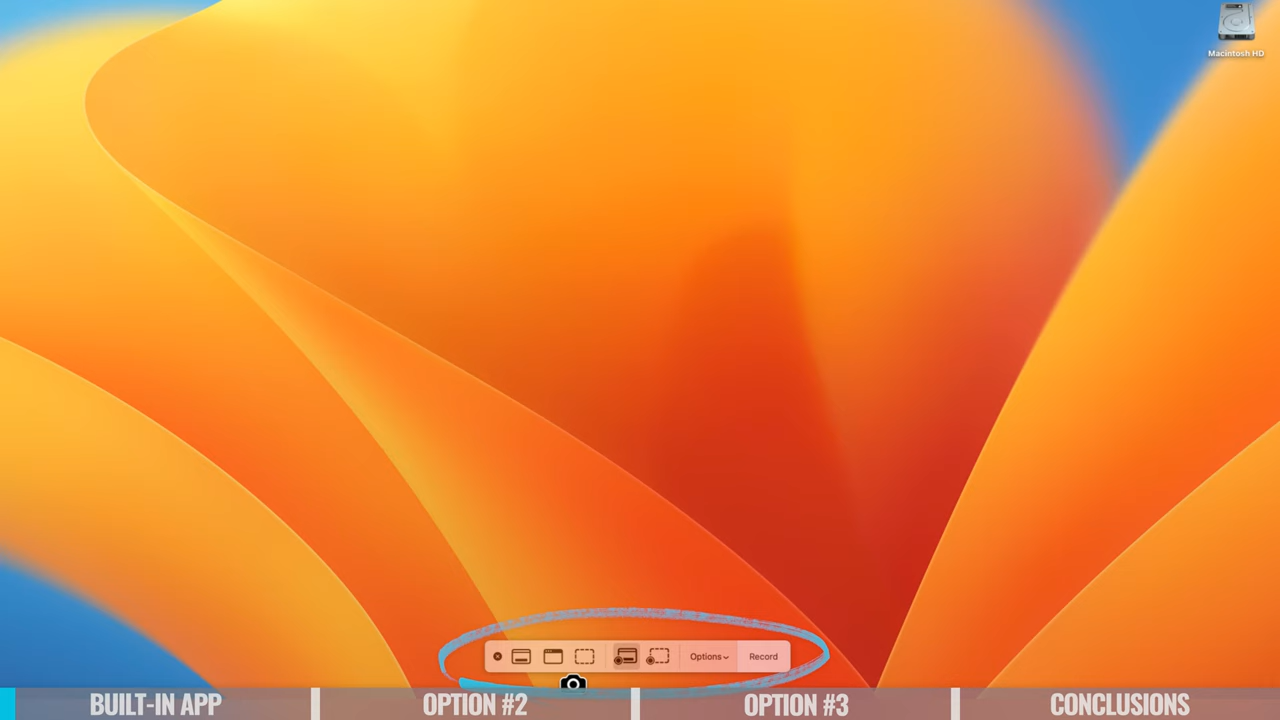 Macintosh HD
Options Record
BUILT-IN APP OPTION #2 OPTION #3 CONCLUSIONS